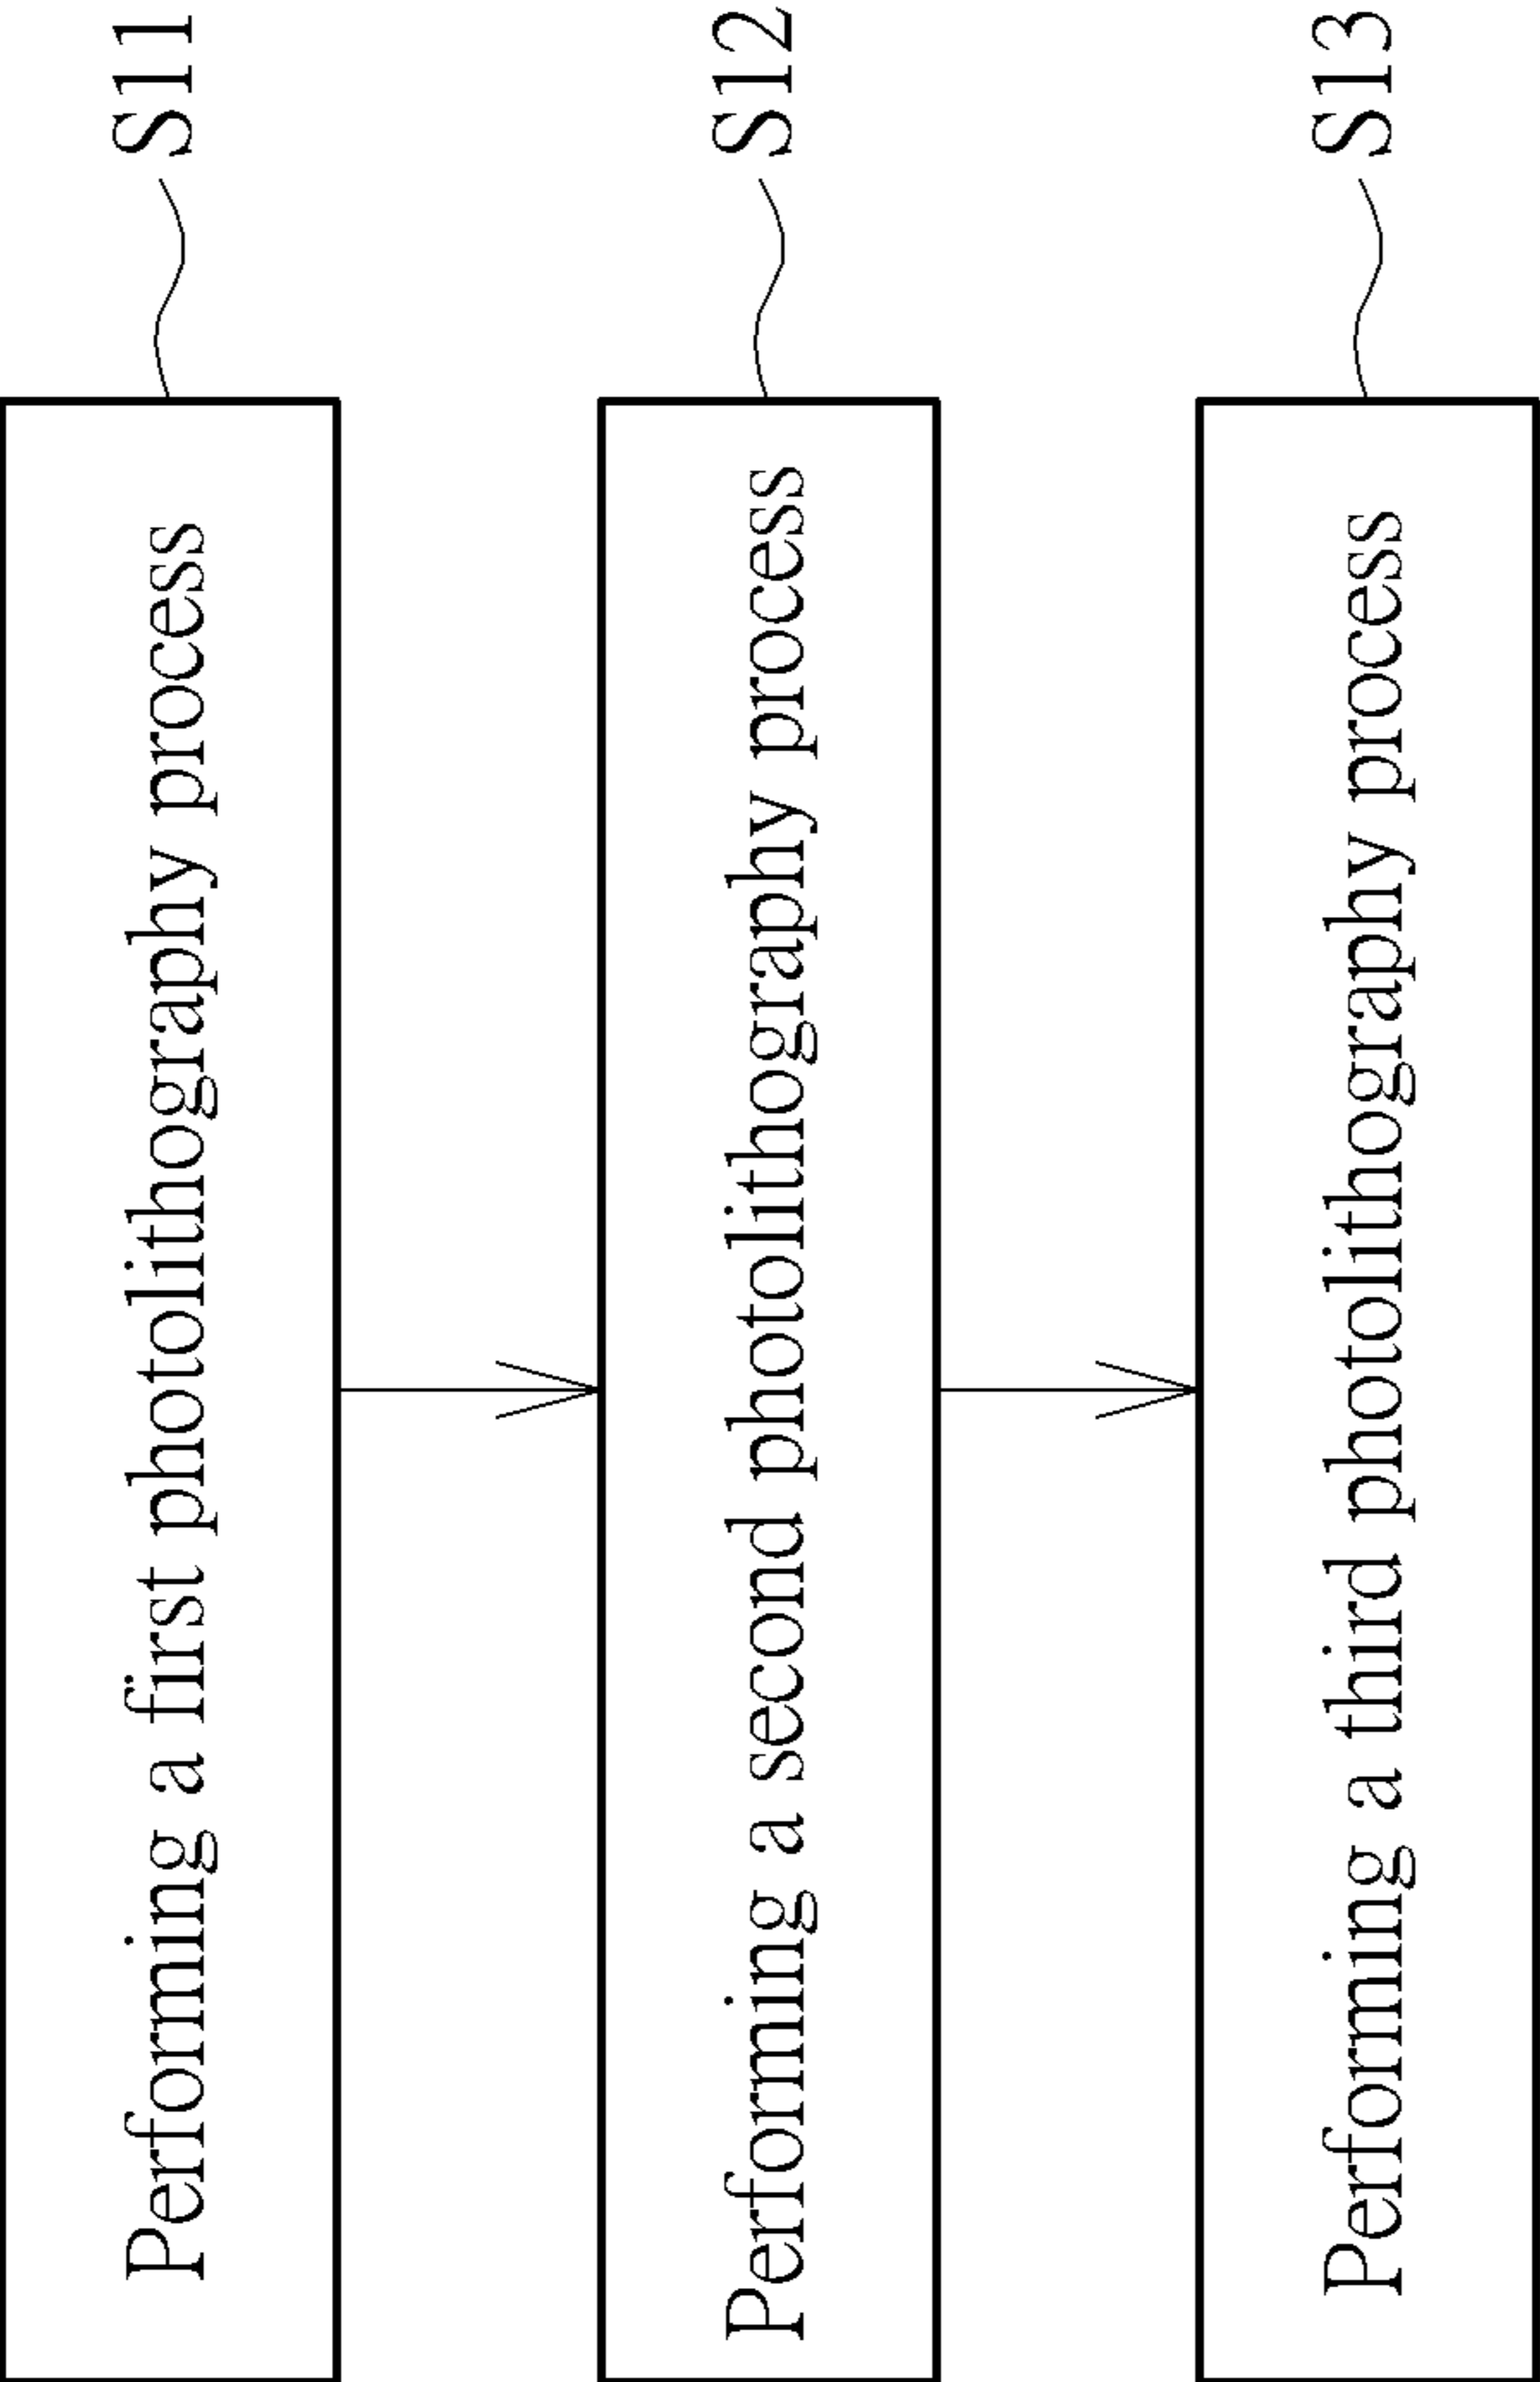 Performing a first photolithography process
S11
Performing a second photolithography process
S12
Performing a third photolithography process
S13